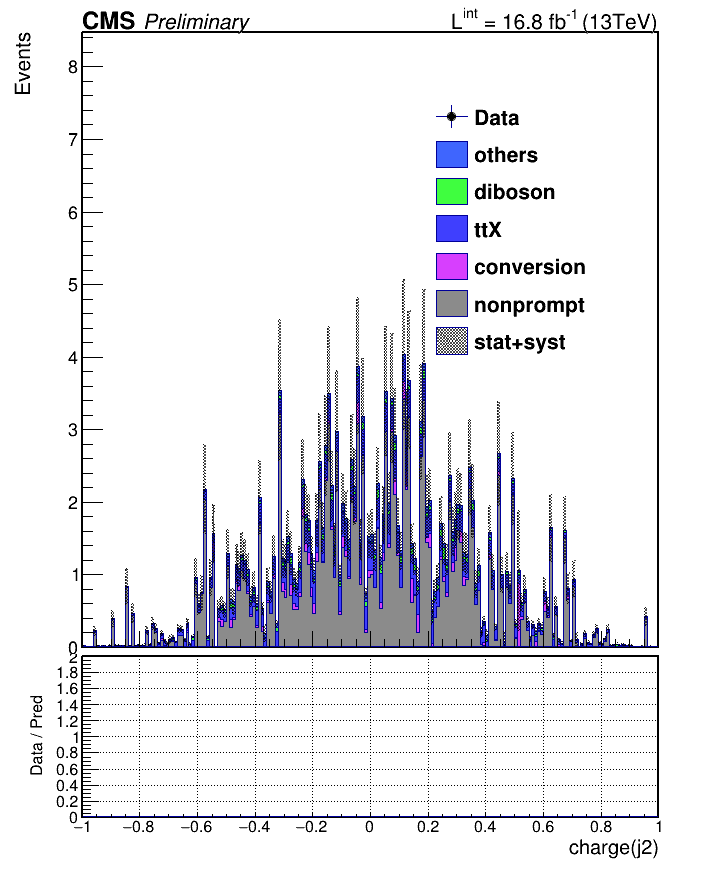 CMS Preliminary L^int = 16.8 fb^-1 (13TeV)
Events
8
7
6
5
4
3
2
1
0
Data
others
diboson
ttX
conversion
nonprompt
stat+syst
Data / Pred
2
1.8
1.6
1.4
1.2
1
0.8
0.6
0.4
0.2
0
−1 −0.8 −0.6 −0.4 −0.2 0 0.2 0.4 0.6 0.8 1
charge(j2)